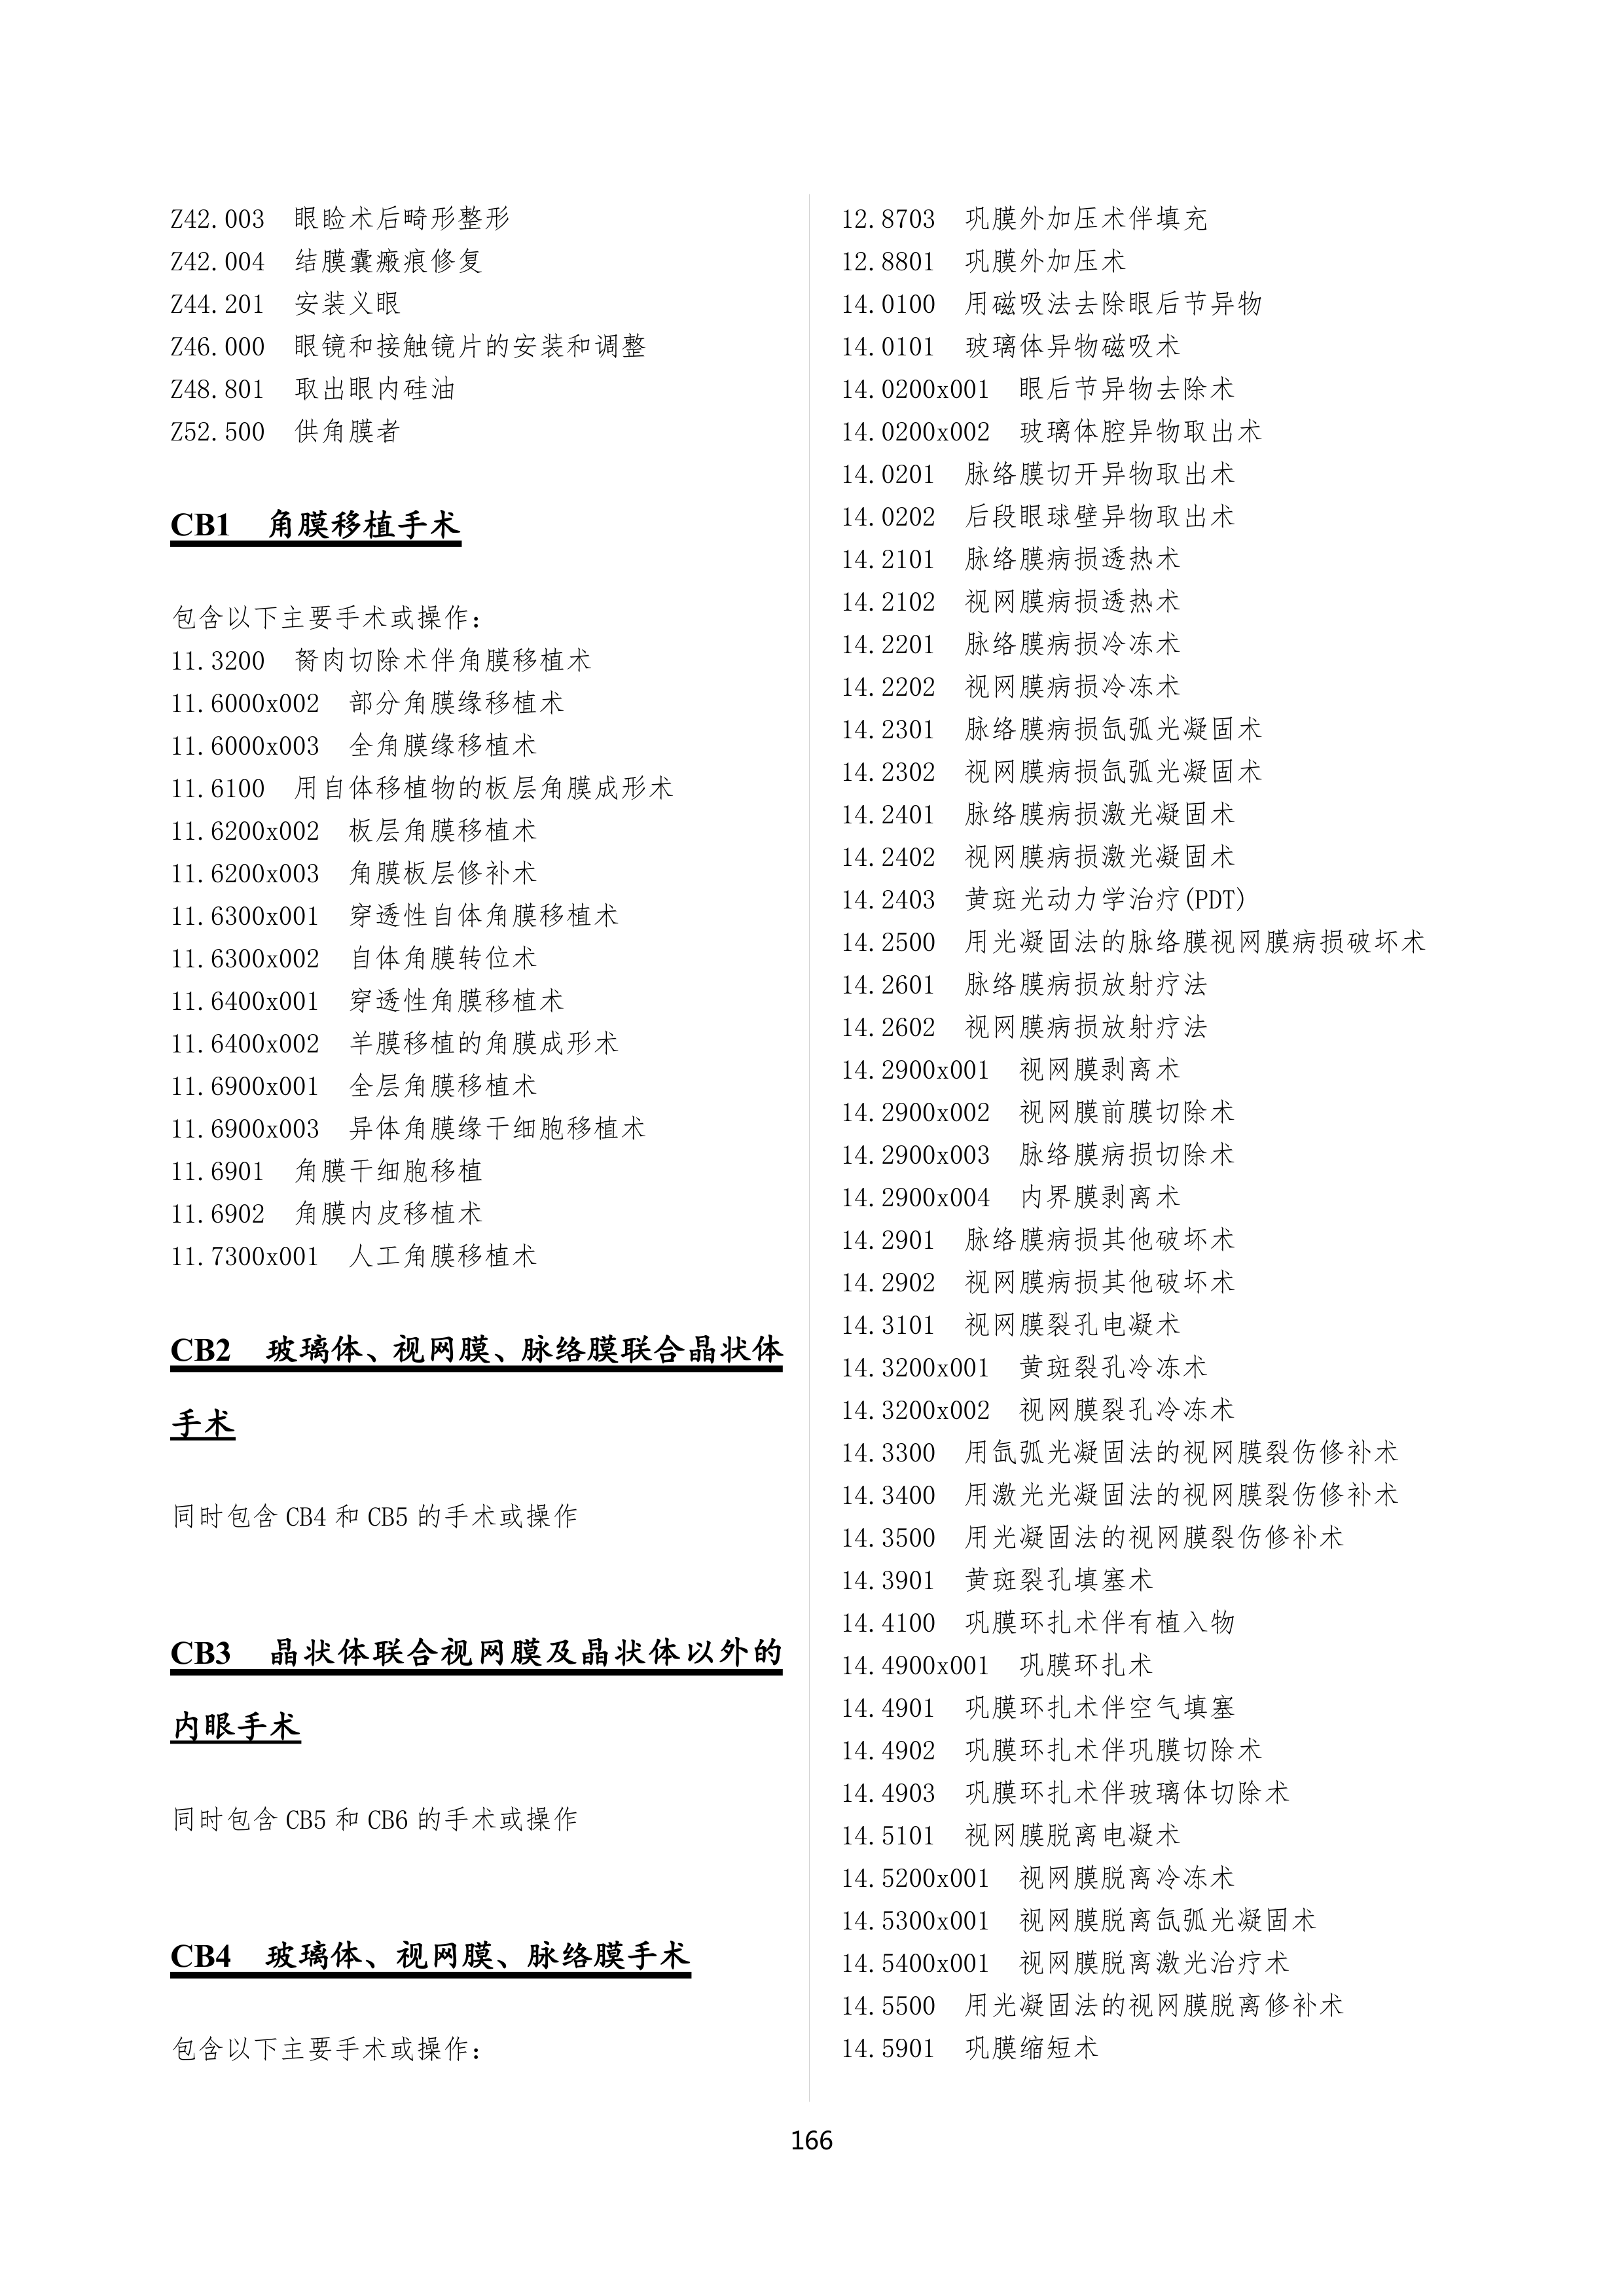 Z42.003 眼睑术后畸形整形
Z42.004 结膜囊瘢痕修复
Z44.201 安装义眼
Z46.000 眼镜和接触镜片的安装和调整
Z48.801 取出眼内硅油
Z52.500 供角膜者
CB1 角膜移植手术
包含以下主要手术或操作:
11.3200 胬肉切除术伴角膜移植术
11.6000x002 部分角膜缘移植术
11.6000x003 全角膜缘移植术
11.6100 用自体移植物的板层角膜成形术
11.6200x002 板层角膜移植术
11.6200x003 角膜板层修补术
11.6300x001 穿透性自体角膜移植术
11.6300x002 自体角膜转位术
11.6400x001 穿透性角膜移植术
11.6400x002 羊膜移植的角膜成形术
11.6900x001 全层角膜移植术
11.6900x003 异体角膜缘干细胞移植术
11.6901 角膜干细胞移植
11.6902 角膜内皮移植术
11.7300x001 人工角膜移植术
CB2 玻璃体、视网膜、脉络膜联合晶状体
手术
同时包含 CB4 和 CB5 的手术或操作
CB3 晶状体联合视网膜及晶状体以外的
内眼手术
同时包含 CB5 和 CB6 的手术或操作
CB4 玻璃体、视网膜、脉络膜手术
包含以下主要手术或操作:
12.8703 巩膜外加压术伴填充
12.8801 巩膜外加压术
14.0100 用磁吸法去除眼后节异物
14.0101 玻璃体异物磁吸术
14.0200x001 眼后节异物去除术
14.0200x002 玻璃体腔异物取出术
14.0201 脉络膜切开异物取出术
14.0202 后段眼球壁异物取出术
14.2101 脉络膜病损透热术
14.2102 视网膜病损透热术
14.2201 脉络膜病损冷冻术
14.2202 视网膜病损冷冻术
14.2301 脉络膜病损氙弧光凝固术
14.2302 视网膜病损氙弧光凝固术
14.2401 脉络膜病损激光凝固术
14.2402 视网膜病损激光凝固术
14.2403 黄斑光动力学治疗(PDT)
14.2500 用光凝固法的脉络膜视网膜病损破坏术
14.2601 脉络膜病损放射疗法
14.2602 视网膜病损放射疗法
14.2900x001 视网膜剥离术
14.2900x002 视网膜前膜切除术
14.2900x003 脉络膜病损切除术
14.2900x004 内界膜剥离术
14.2901 脉络膜病损其他破坏术
14.2902 视网膜病损其他破坏术
14.3101 视网膜裂孔电凝术
14.3200x001 黄斑裂孔冷冻术
14.3200x002 视网膜裂孔冷冻术
14.3300 用氙弧光凝固法的视网膜裂伤修补术
14.3400 用激光光凝固法的视网膜裂伤修补术
14.3500 用光凝固法的视网膜裂伤修补术
14.3901 黄斑裂孔填塞术
14.4100 巩膜环扎术伴有植入物
14.4900x001 巩膜环扎术
14.4901 巩膜环扎术伴空气填塞
14.4902 巩膜环扎术伴巩膜切除术
14.4903 巩膜环扎术伴玻璃体切除术
14.5101 视网膜脱离电凝术
14.5200x001 视网膜脱离冷冻术
14.5300x001 视网膜脱离氙弧光凝固术
14.5400x001 视网膜脱离激光治疗术
14.5500 用光凝固法的视网膜脱离修补术
14.5901 巩膜缩短术
166